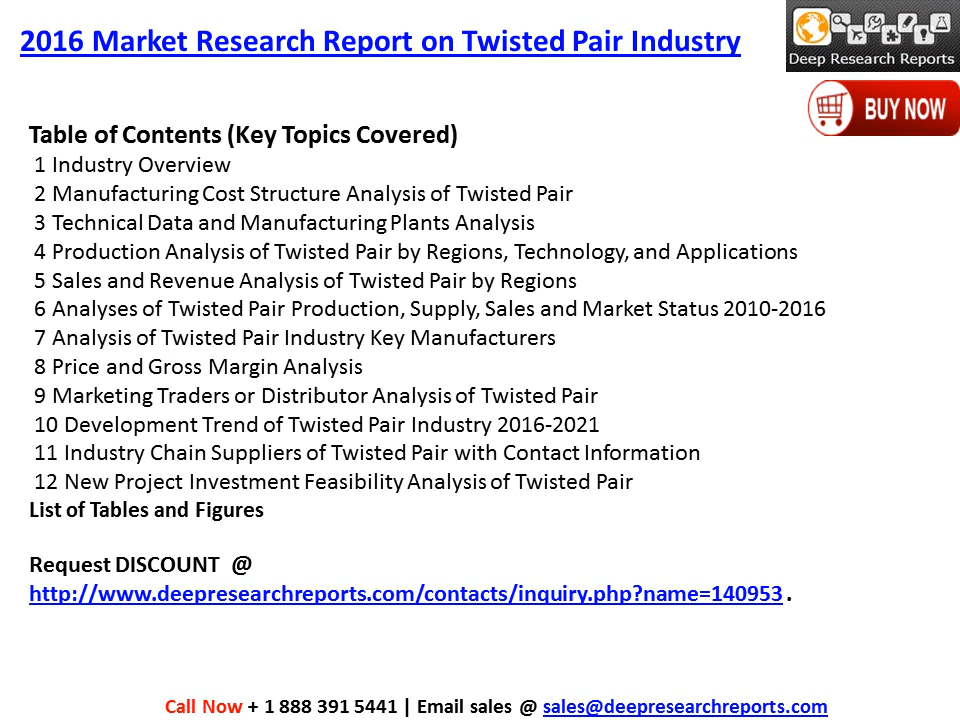 2016 Market Research Report on Twisted Pair Industry
Deep Research Reports
BUY NOW
Table of Contents (Key Topics Covered)
1 Industry Overview
2 Manufacturing Cost Structure Analysis of Twisted Pair
3 Technical Data and Manufacturing Plants Analysis
4 Production Analysis of Twisted Pair by Regions, Technology, and Applications
5 Sales and Revenue Analysis of Twisted Pair by Regions
6 Analyses of Twisted Pair Production, Supply, Sales and Market Status 2010-2016
7 Analysis of Twisted Pair Industry Key Manufacturers
8 Price and Gross Margin Analysis
9 Marketing Traders or Distributor Analysis of Twisted Pair
10 Development Trend of Twisted Pair Industry 2016-2021
11 Industry Chain Suppliers of Twisted Pair with Contact Information
12 New Project Investment Feasibility Analysis of Twisted Pair
List of Tables and Figures
Request DISCOUNT @
http://www.deepresearchreports.com/contacts/inquiry.php?name=140953 .
Call Now + 1 888 391 5441 | Email sales @ sales@deepresearchreports.com